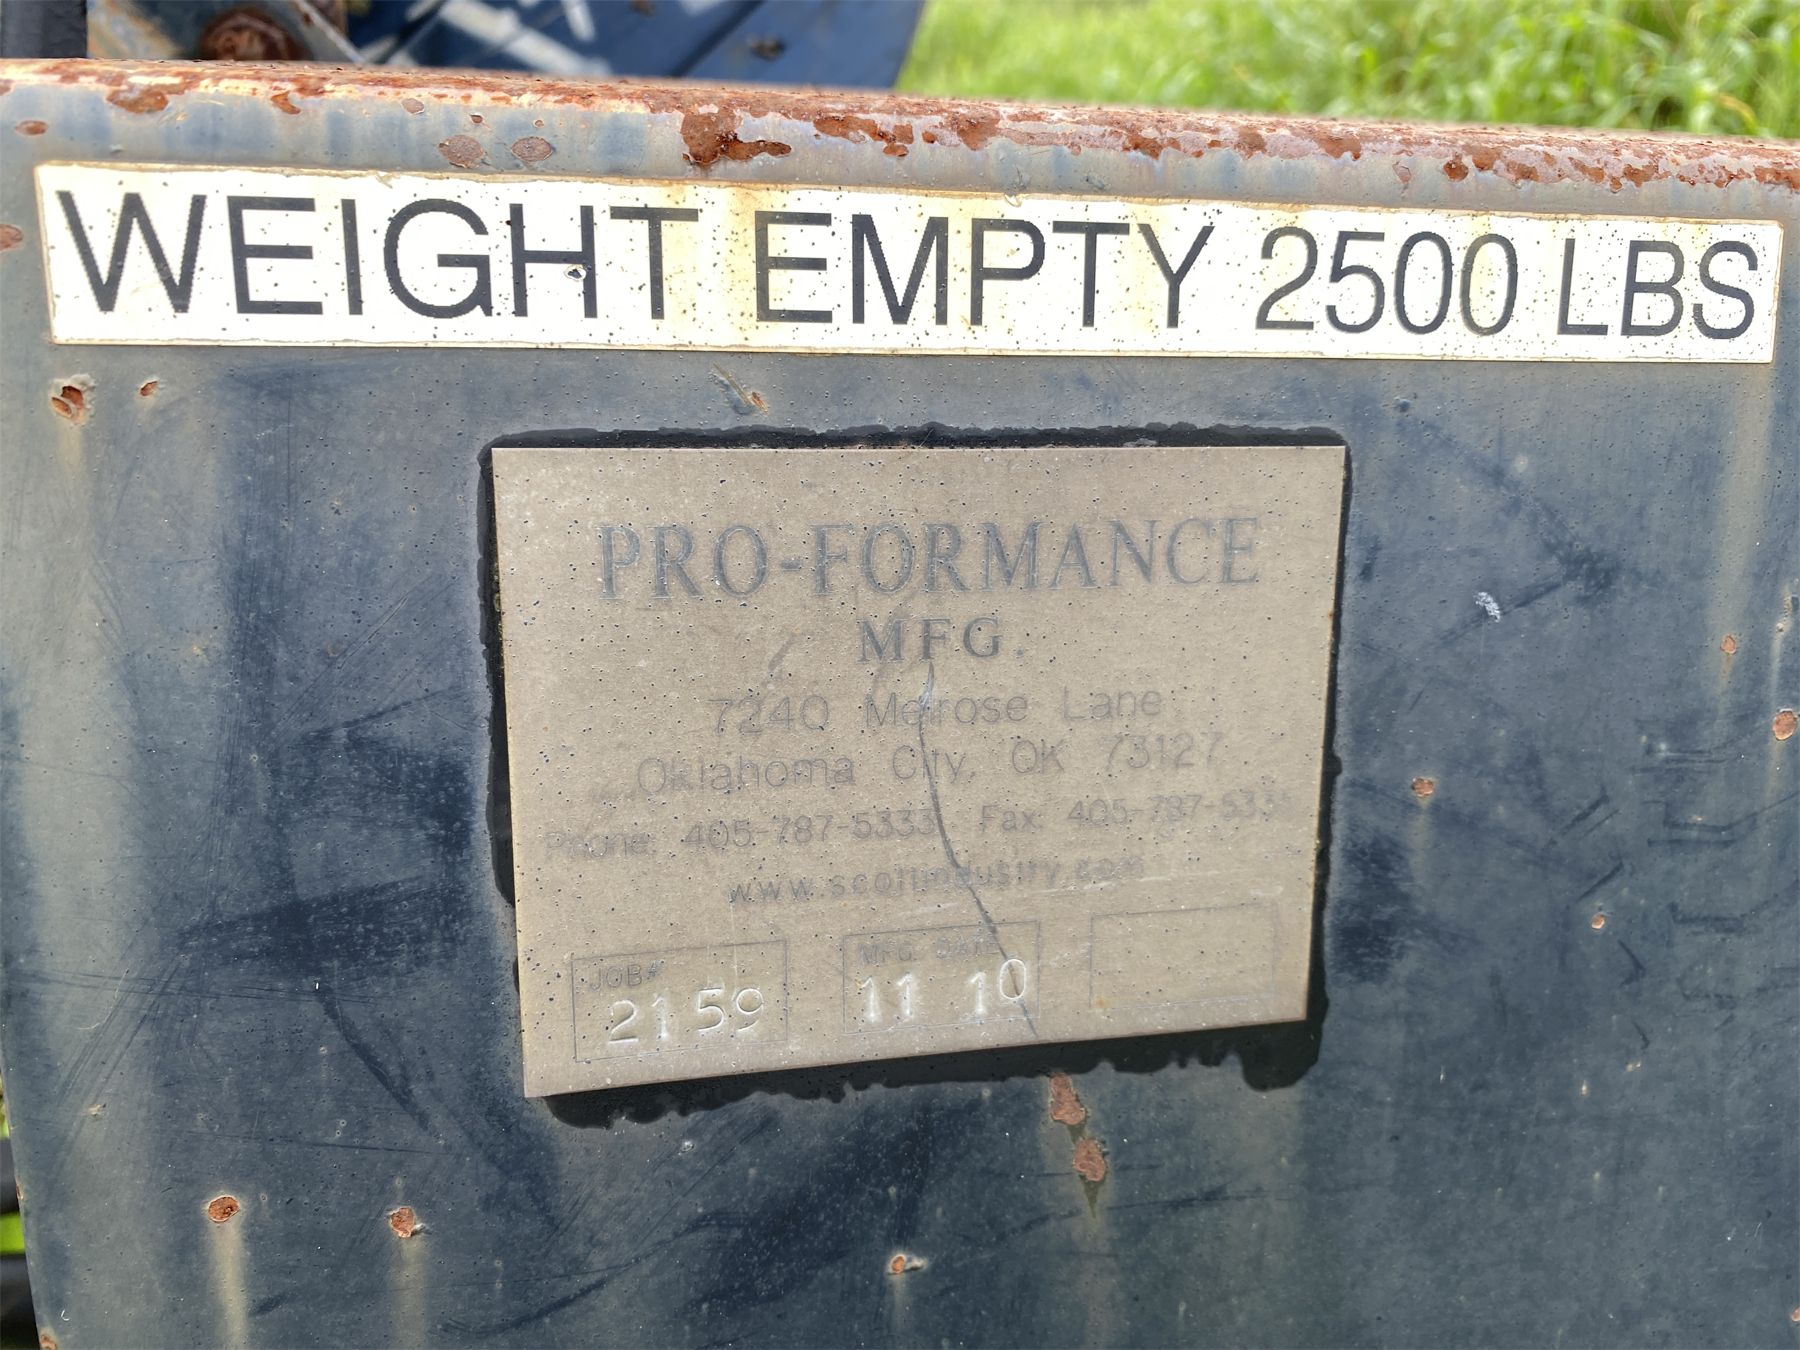 WEIGHT EMPTY 2500 LBS
PRO-FORMANCE
MFG.
7240 Melrose Lane
Oklahoma City, OK 73127
Phone: 405-787-5333 Fax:
JOB# MFG. DATE
2159 11 10